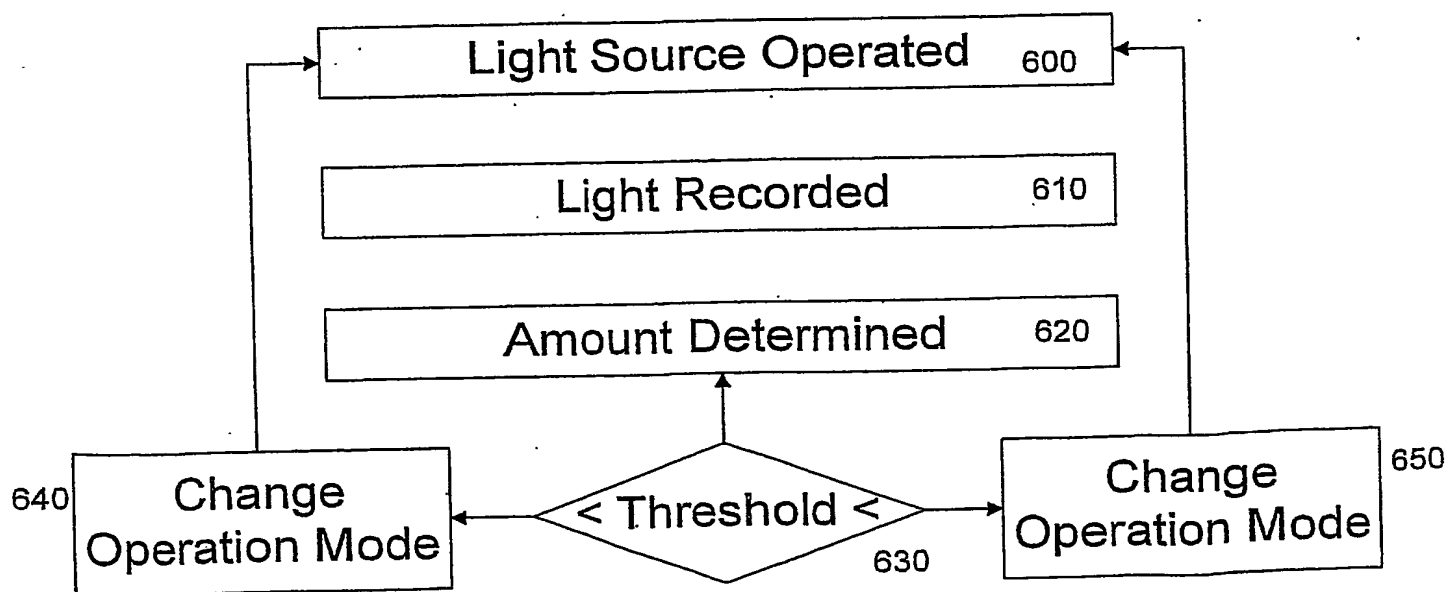 Light Source Operated 600
Light Recorded 610
Amount Determined 620
640 Change
Operation Mode
< Threshold <
630
Change 650
Operation Mode